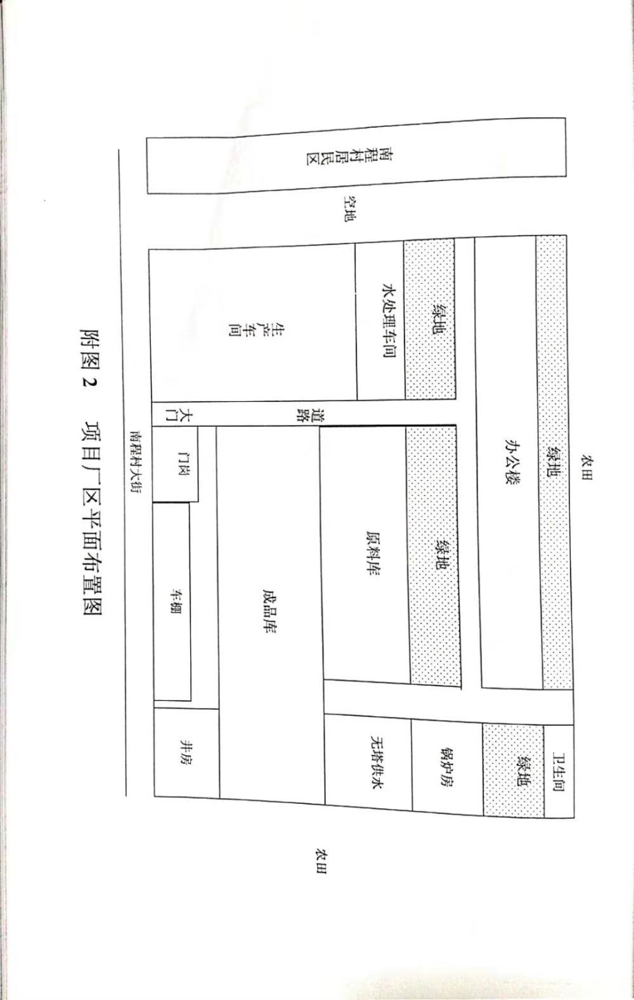 农田
绿地
卫生间
办公楼
绿地
绿地
绿地
锅炉房
南程村居民区
空地
水处理车间
原料库
无塔供水
农田
生产车间
道路
成品库
大门
门岗
车棚
井房
南程村大街
附图2 项目厂区平面布置图